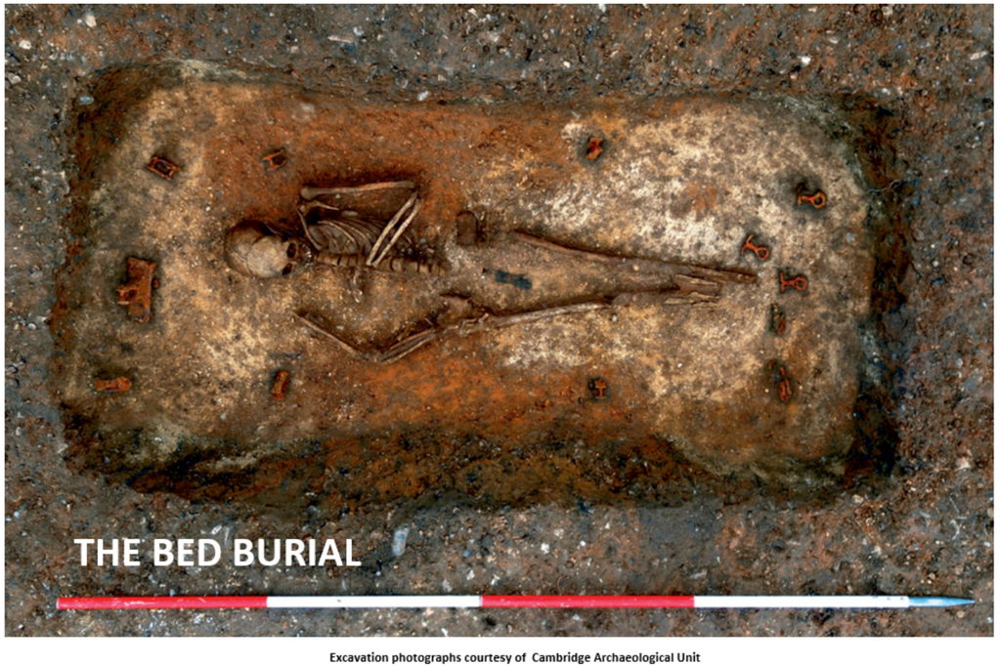 THE BED BURIAL
Excavation photographs courtesy of Cambridge Archaeological Unit